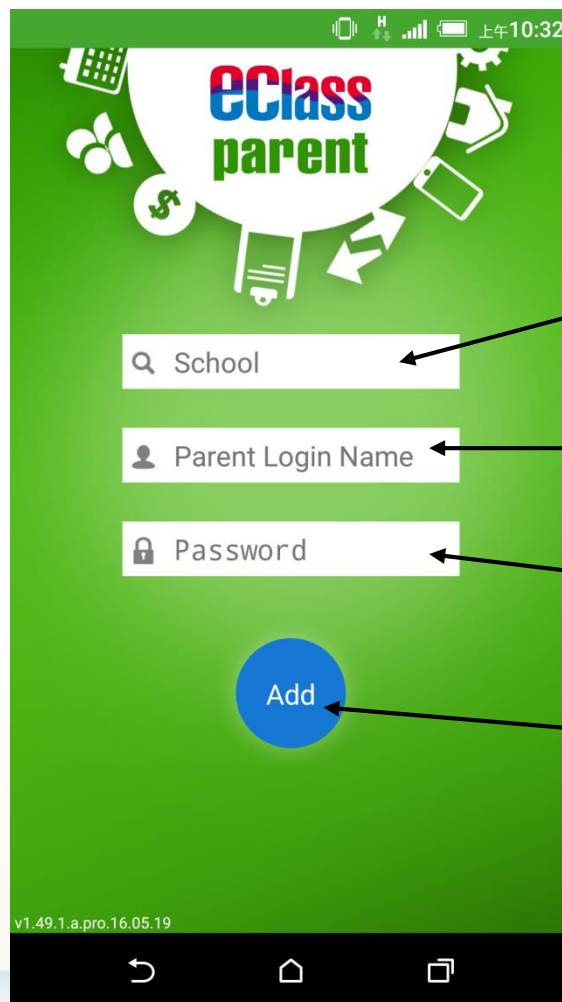 H
上午10:32
eClass
parent
$
School
Parent Login Name
Password
Add
v1.49.1.a.pro.16.05.19